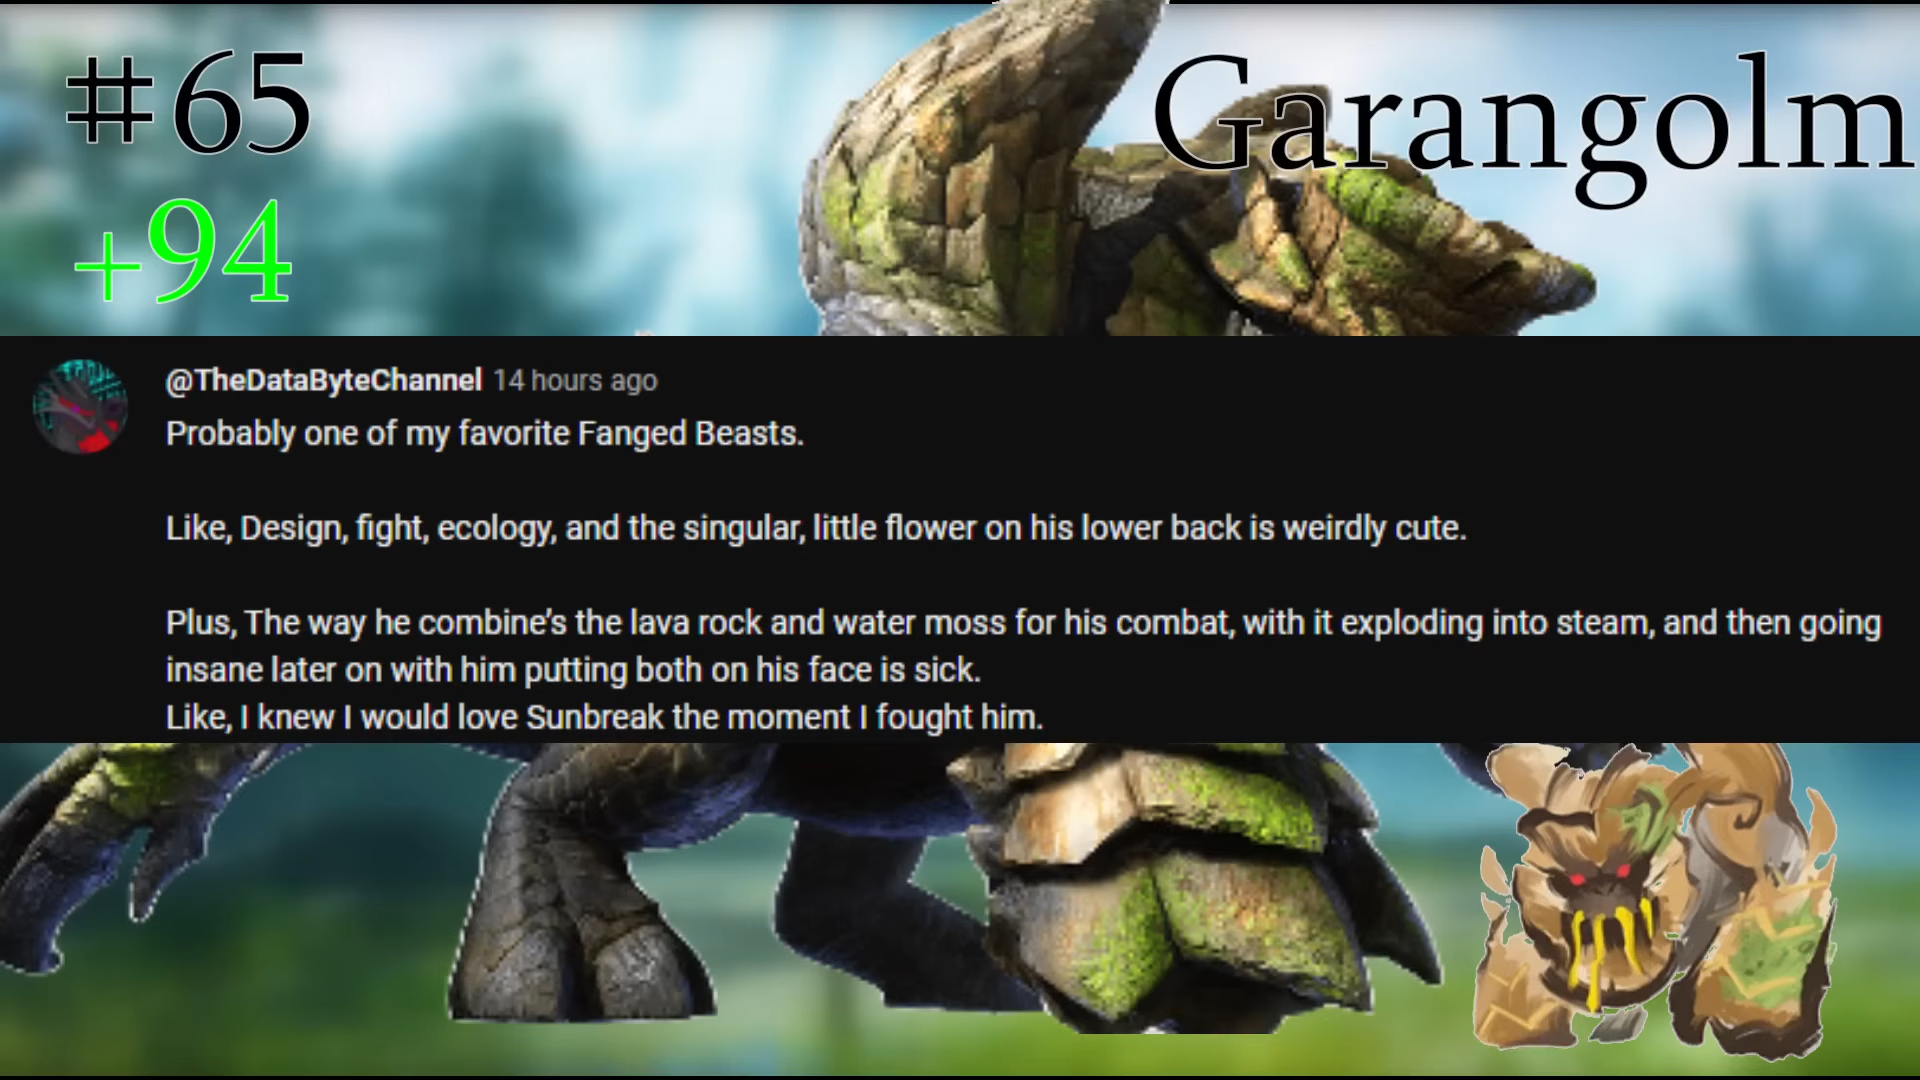 #65
Garangolm
+94
@TheDataByteChannel 14 hours ago
Probably one of my favorite Fanged Beasts.
Like, Design, fight, ecology, and the singular, little flower on his lower back is weirdly cute.
Plus, The way he combine’s the lava rock and water moss for his combat, with it exploding into steam, and then going
insane later on with him putting both on his face is sick.
Like, I knew I would love Sunbreak the moment I fought him.